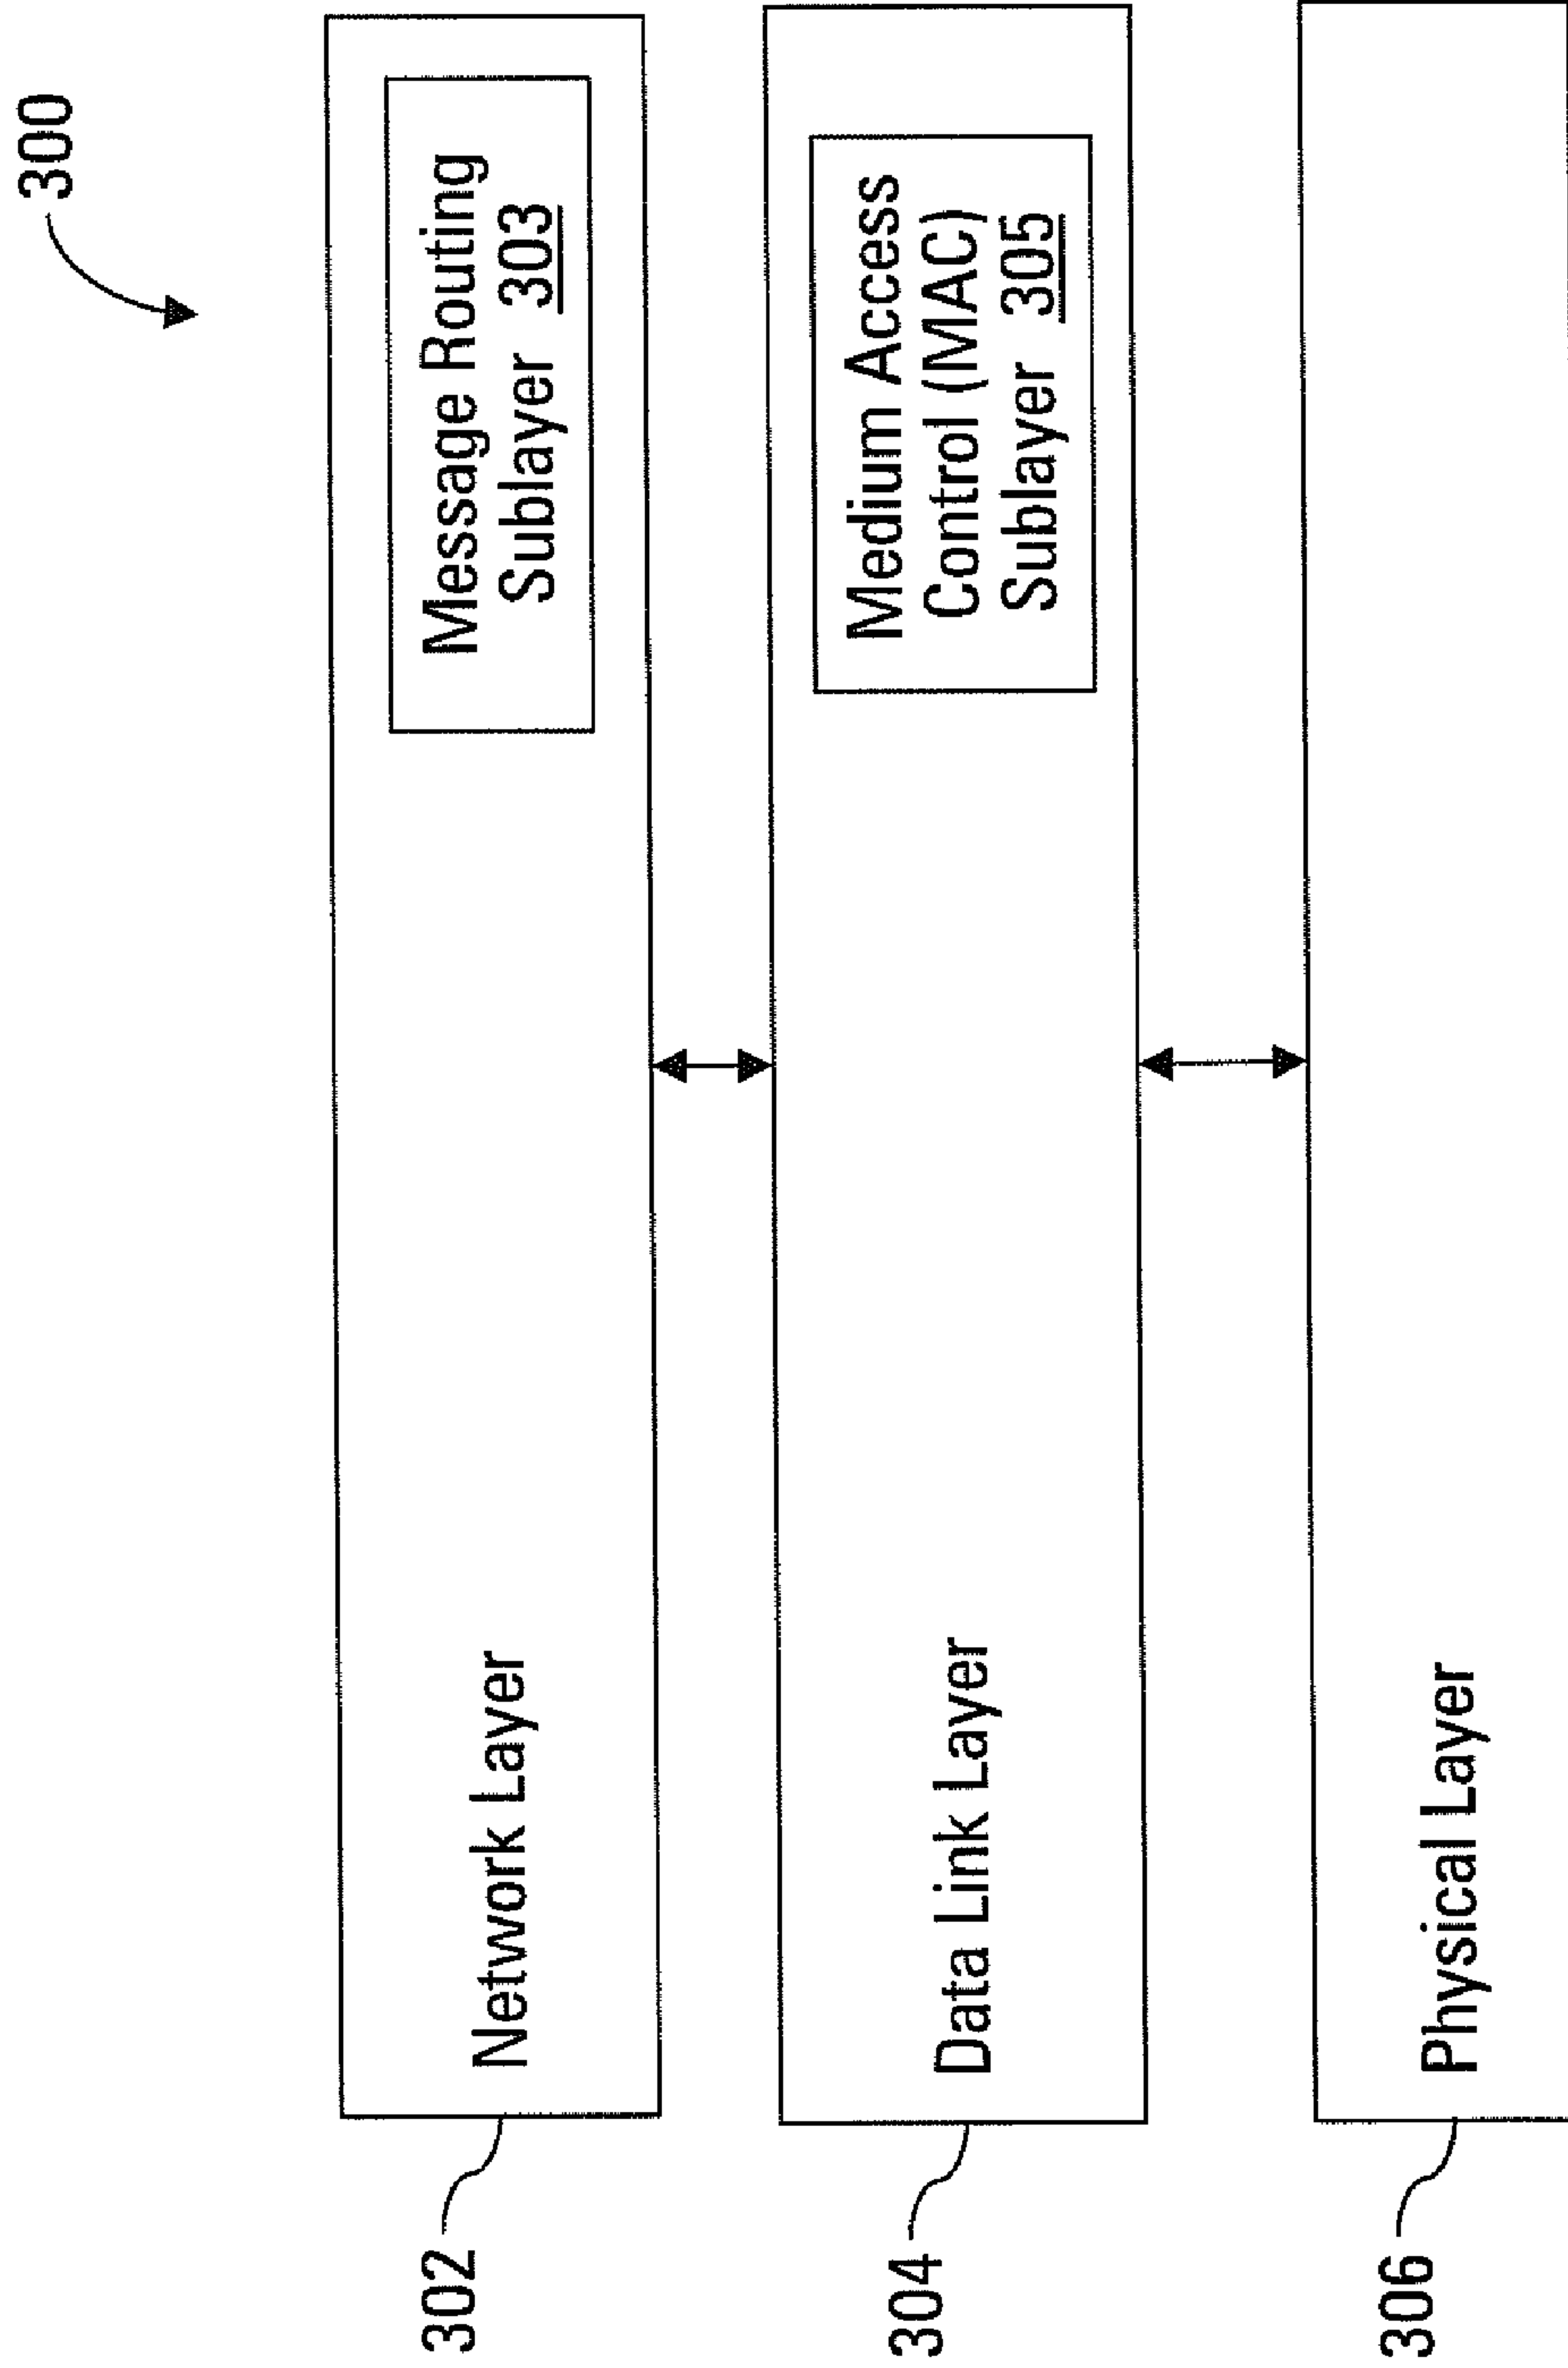 300
Message Routing
Sublayer 303
Network Layer
302
Medium Access
Control (MAC)
Sublayer 305
Data Link Layer
304
Physical Layer
306